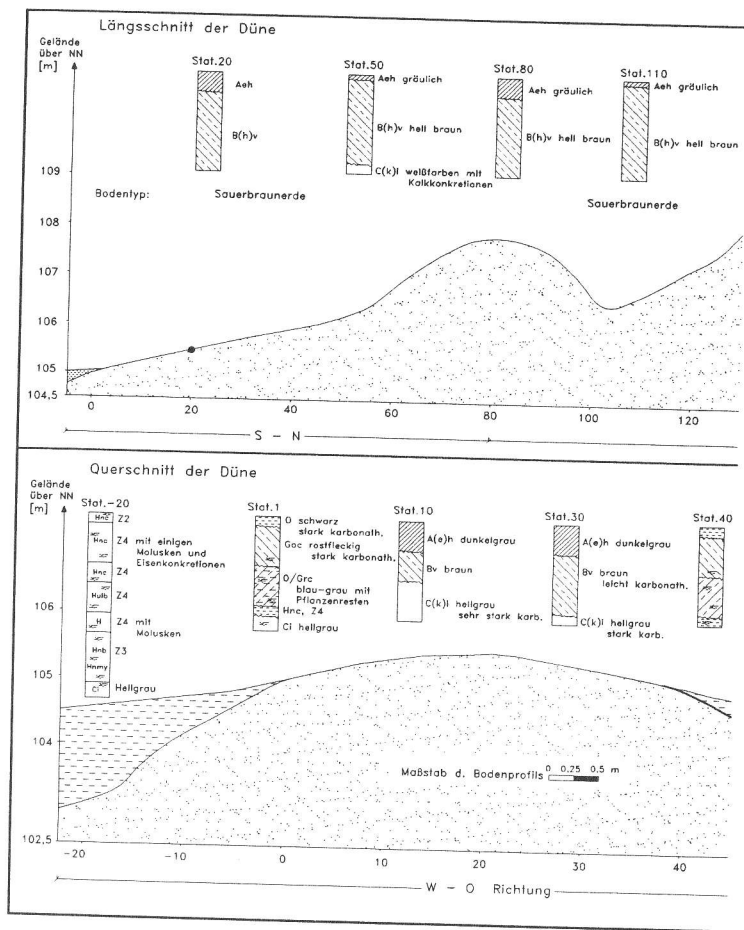 Längsschnitt der Düne
Gelände
über NN
[m]
Stat.20
Aeh
B(h)v
Stat.50
Aeh gräulich
B(h)v hell braun
C(k)l weißfarben mit
Kalkkonkretionen
Stat.80
Aeh gräulich
B(h)v hell braun
Stat.110
Aeh gräulich
B(h)v hell braun
Bodentyp: Sauerbraunerde Sauerbraunerde
109
108
107
106
105
104.5
0 20 40 60 80 100 120
S - N
Querschnitt der Düne
Gelände
über NN
[m]
Stat.-20
Hnc Z2
Hnc Z4 mit einigen
Molusken und
Eisenkonkretionen
Hnc Z4
Hulb Z4
H Z4 mit
Molusken
Hnb Z3
Hnmy
Ci Hellgrau
Stat.1
O schwarz
stark karbonath.
Goc rostfleckig
stark karbonath.
O/Grc
blau-grau mit
Pflanzenresten
Hnc, Z4
Ci hellgrau
Stat.10
A(e)h dunkelgrau
Bv braun
C(k)l hellgrau
sehr stark karb.
Stat.30
A(e)h dunkelgrau
Bv braun
leicht karbonath.
C(k)l hellgrau
stark karb.
Stat.40
106
105
104
102,5
Maßstab d. Bodenprofils 0 0,25 0,5 m
-20 -10 0 10 20 30 40
W - O Richtung